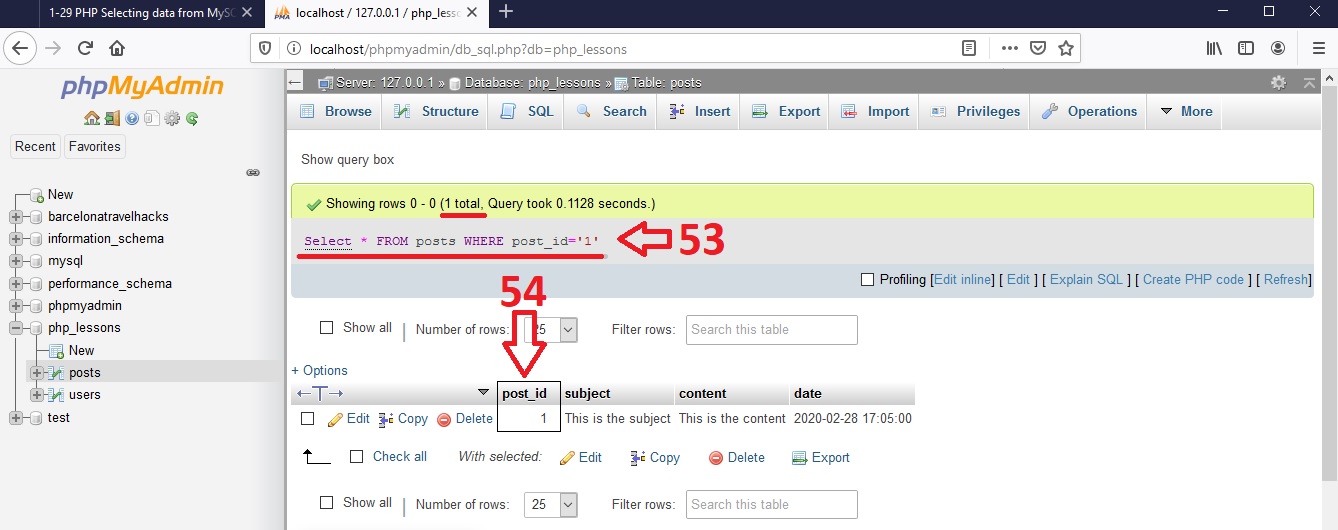 1-29 PHP Selecting data from MySQ
localhost / 127.0.0.1 / php_lesso
localhost/phpmyadmin/db_sql.php?db=php_lessons
phpMyAdmin
Recent Favorites
New
barcelonatravelhacks
information_schema
mysql
performance_schema
phpmyadmin
php_lessons
New
posts
users
test
Server: 127.0.0.1 » Database: php_lessons » Table: posts
Browse Structure SQL Search Insert Export Import Privileges Operations More
Show query box
Showing rows 0 - 0 (1 total, Query took 0.1128 seconds.)
Select * FROM posts WHERE post_id='1'
53
Profiling [Edit inline] [ Edit ] [ Explain SQL ] [ Create PHP code ] [ Refresh]
54
Show all | Number of rows: 25 Filter rows: Search this table
+ Options
post_id subject content date
Edit Copy Delete 1 This is the subject This is the content 2020-02-28 17:05:00
Check all With selected: Edit Copy Delete Export
Show all | Number of rows: 25 Filter rows: Search this table